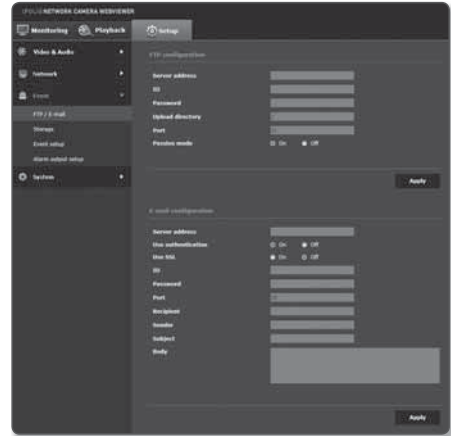 iPOLiS NETWORK CAMERA WEBVIEWER
Monitoring Playback Setup
Video & Audio
Network
Event
FTP / E-mail
Storage
Event setup
Alarm output setup
System
FTP configuration
Server address
ID
Password
Upload directory
Port
Passive mode On Off
Apply
E-mail configuration
Server address
Use authentication On Off
Use SSL On Off
ID
Password
Port
Recipient
Sender
Subject
Body
Apply